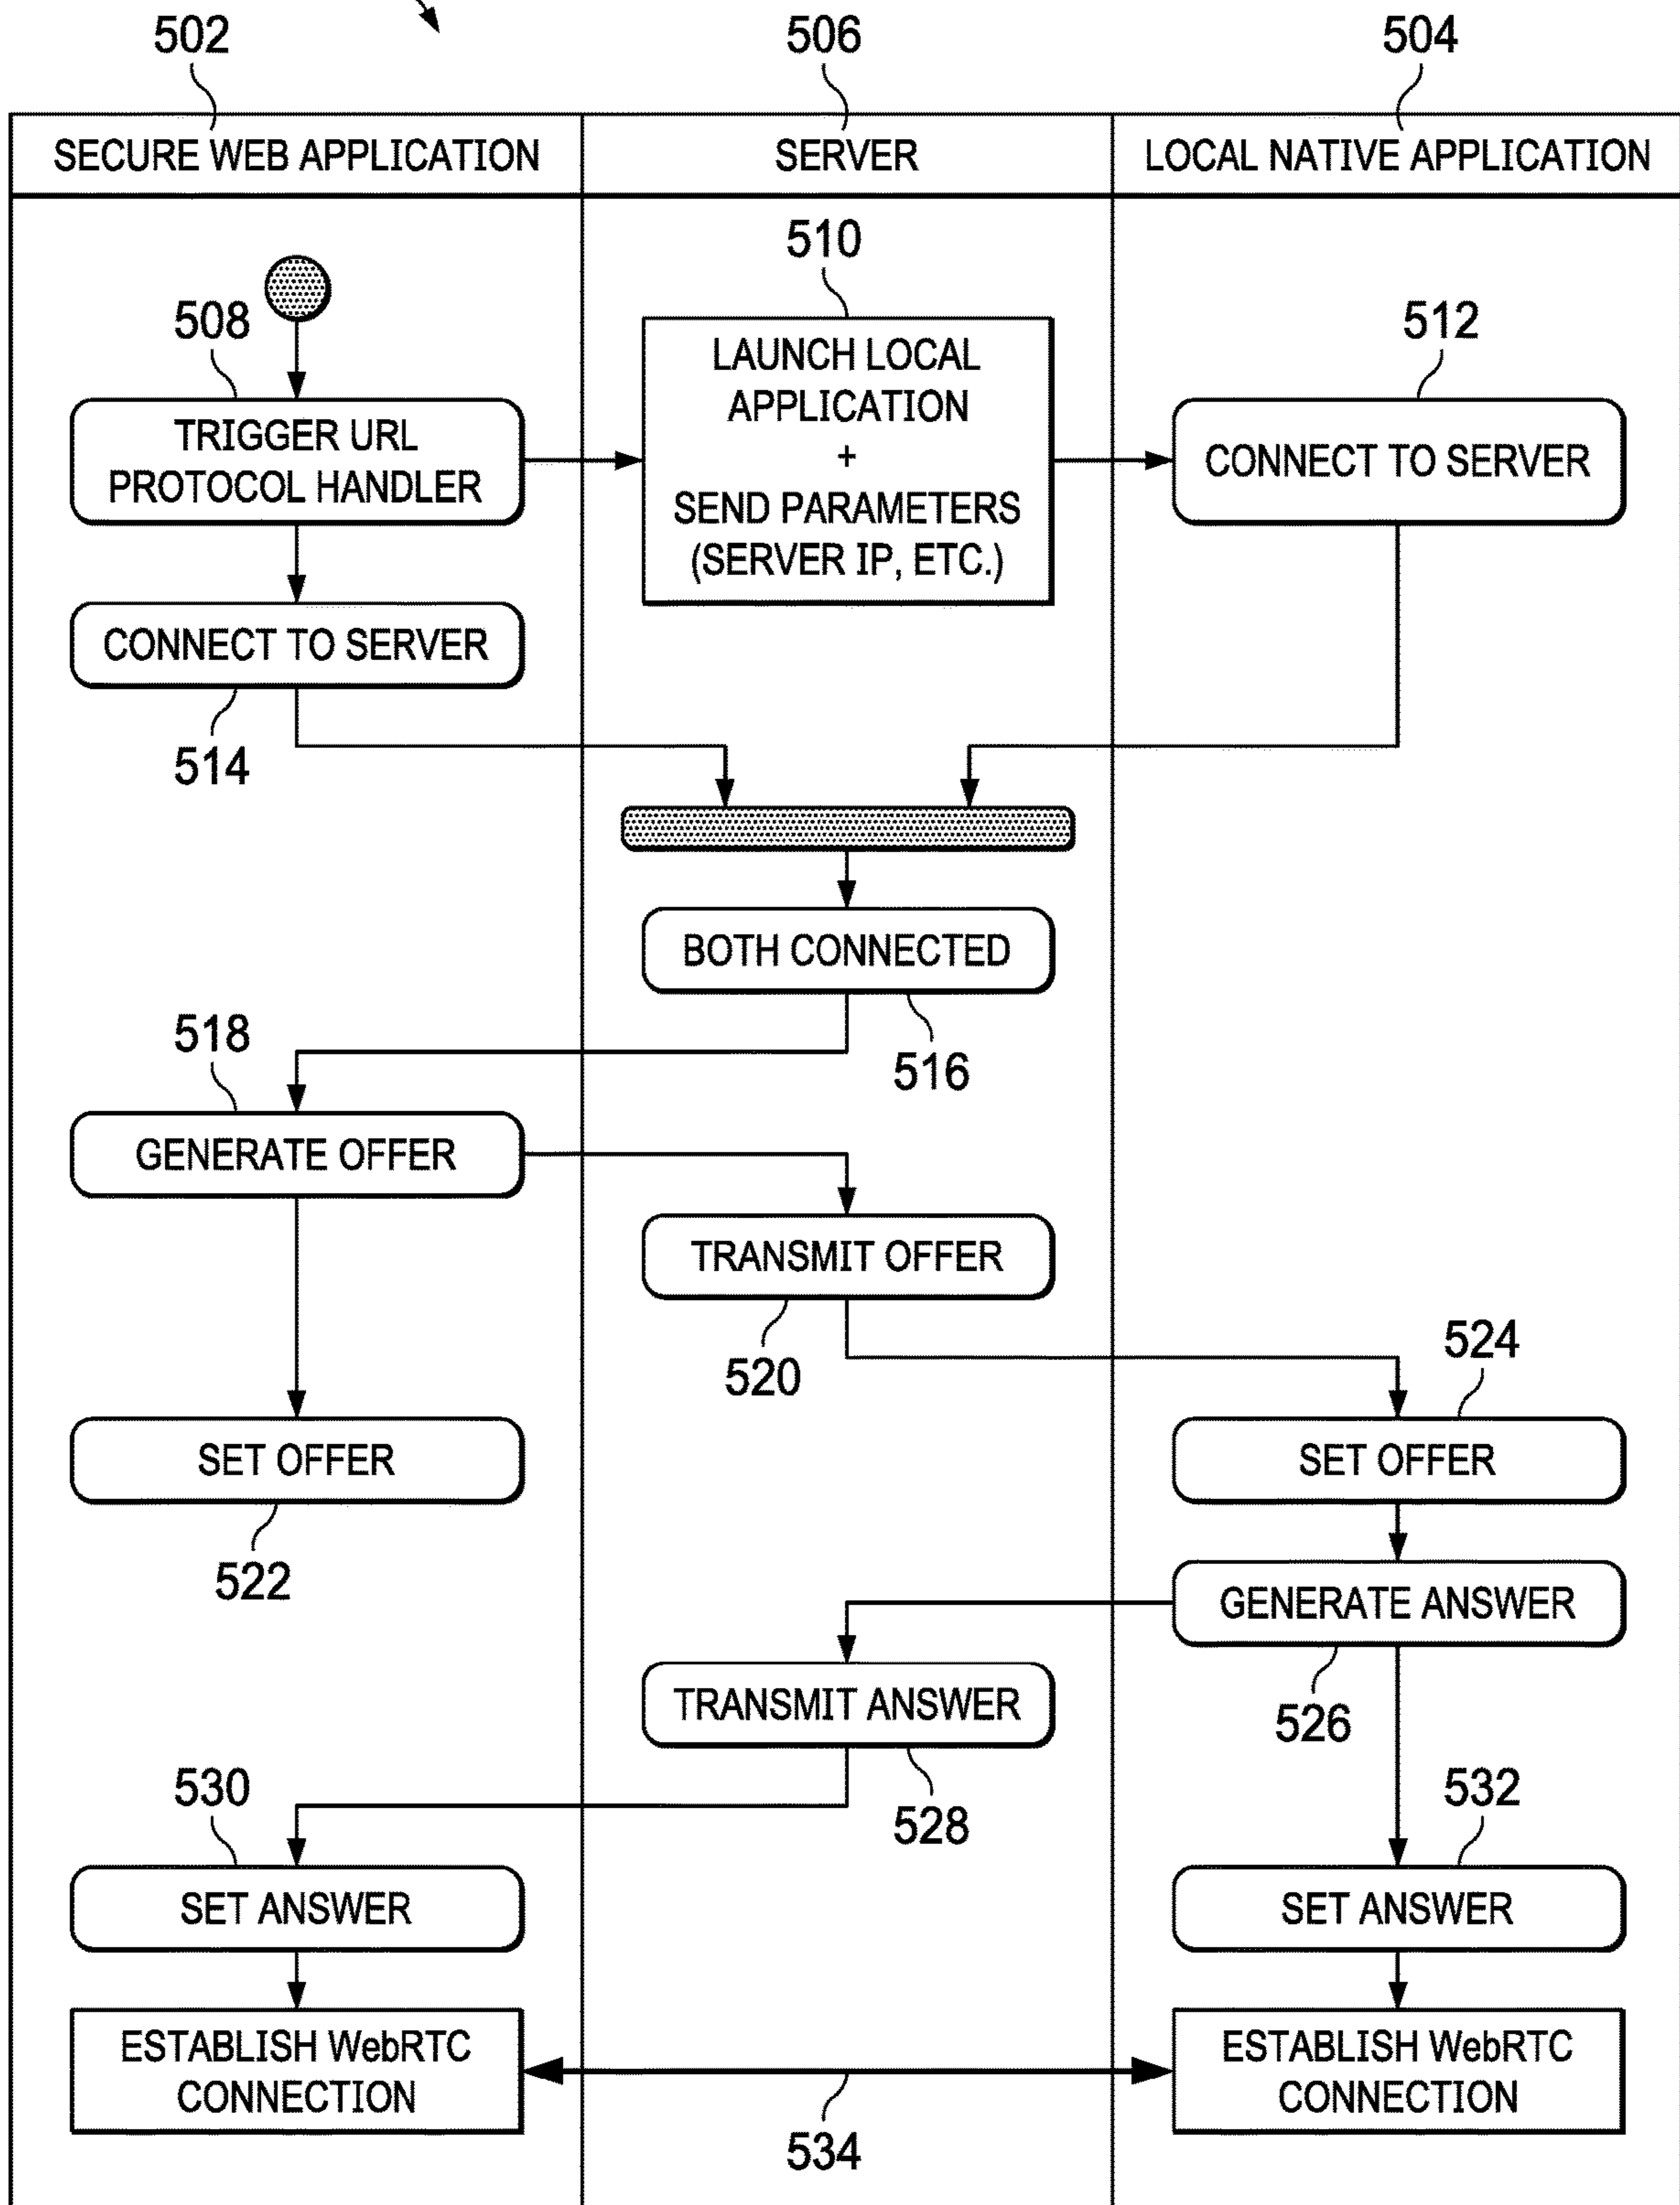 502
506
504
SECURE WEB APPLICATION
SERVER
LOCAL NATIVE APPLICATION
510
508
512
LAUNCH LOCAL
APPLICATION
+
SEND PARAMETERS
(SERVER IP, ETC.)
TRIGGER URL
PROTOCOL HANDLER
CONNECT TO SERVER
CONNECT TO SERVER
514
BOTH CONNECTED
516
518
GENERATE OFFER
TRANSMIT OFFER
520
524
SET OFFER
522
SET OFFER
GENERATE ANSWER
526
TRANSMIT ANSWER
528
530
532
SET ANSWER
SET ANSWER
ESTABLISH WebRTC
CONNECTION
ESTABLISH WebRTC
CONNECTION
534